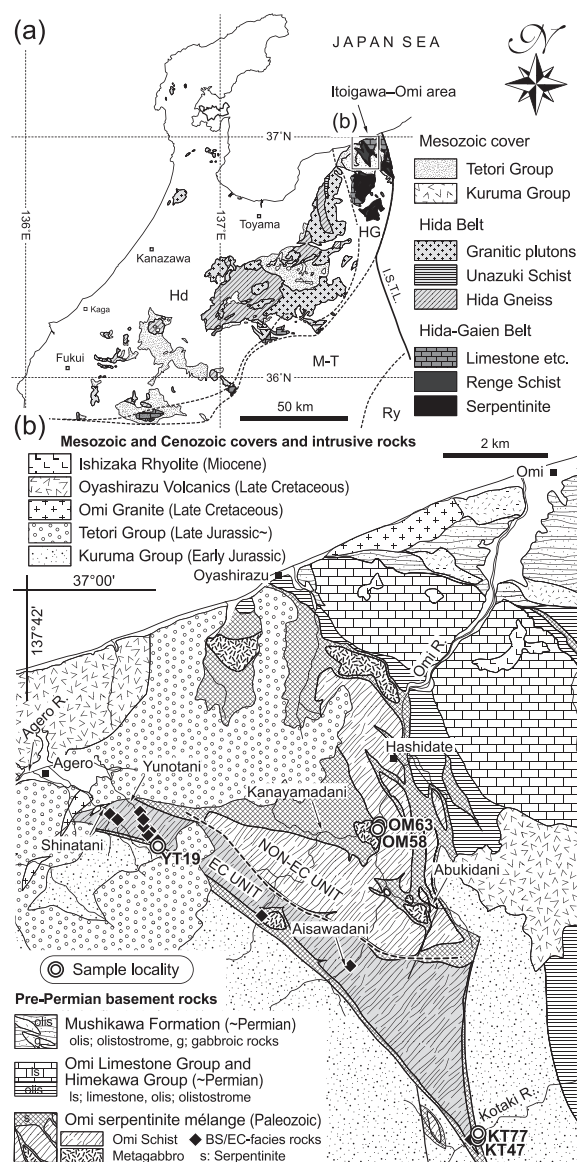 (a)
JAPAN SEA
N
Itoigawa–Omi area
(b)
37˚N
136˚E
137˚E
Toyama
HG
Kanazawa
Kaga
Hd
I.S.T.L.
Fukui
M-T
36˚N
50 km
Ry
Mesozoic cover
Tetori Group
Kuruma Group
Hida Belt
Granitic plutons
Unazuki Schist
Hida Gneiss
Hida-Gaien Belt
Limestone etc.
Renge Schist
Serpentinite
(b)
Mesozoic and Cenozoic covers and intrusive rocks
2 km
Ishizaka Rhyolite (Miocene)
Oyashirazu Volcanics (Late Cretaceous)
Omi Granite (Late Cretaceous)
Tetori Group (Late Jurassic~)
Kuruma Group (Early Jurassic)
Omi
37°00'
137°42'
Oyashirazu
Omi R.
Agero R.
Agero
Yunotani
Hashidate
Kanayamadani
Shinatani
OM63
OM58
YT19
NON-EC UNIT
EC UNIT
Abukidani
Aisawadani
Sample locality
Pre-Permian basement rocks
olis
g
Mushikawa Formation (~Permian)
olis; olistostrome, g; gabbroic rocks
ls
olis
Omi Limestone Group and
Himekawa Group (~Permian)
ls; limestone, olis; olistostrome
Omi serpentinite mélange (Paleozoic)
Omi Schist
BS/EC-facies rocks
Metagabbro
s: Serpentinite
s
Kotaki R.
KT77
KT47